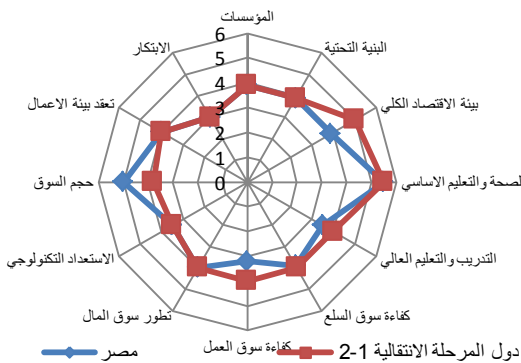 المؤسسات
البنية التحتية
بيئة الاقتصاد الكلي
لصحة والتعليم الاساسي
التدريب والتعليم العالي
كفاءة سوق السلع
كفاءة سوق العمل
تطور سوق المال
الاستعداد التكنولوجي
حجم السوق
تعقد بيئة الاعمال
الابتكار
6
5
4
3
2
1
0
مصر
دول المرحلة الانتقالية 1-2